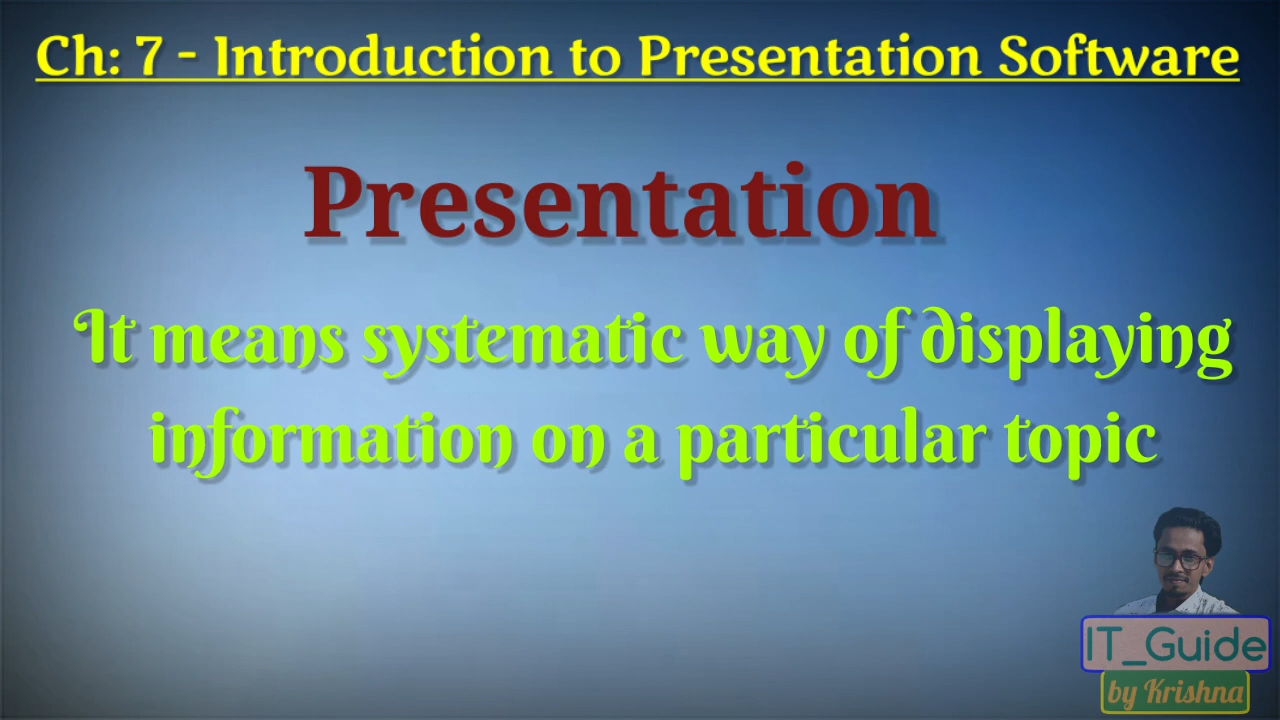 Ch: 7 - Introduction to Presentation Software
Presentation
It means systematic way of displaying
information on a particular topic
IT_Guide
by Krishna